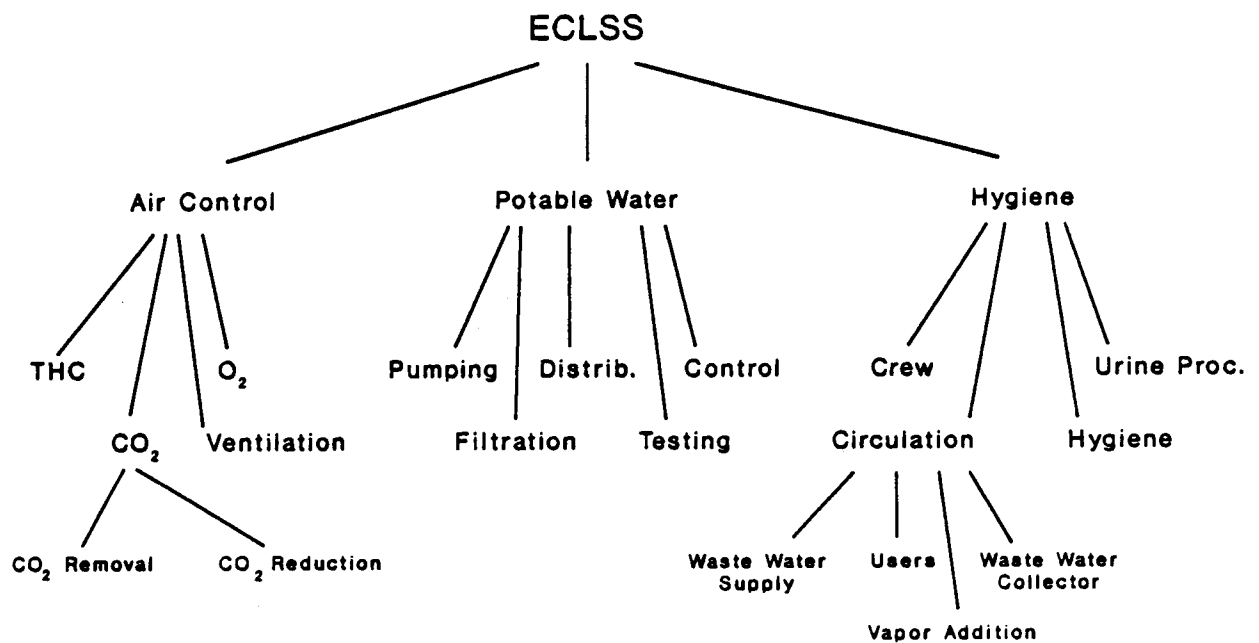 ECLSS
Air Control
Potable Water
Hygiene
THC
O₂
Pumping
Distrib.
Control
Crew
Urine Proc.
CO₂
Ventilation
Filtration
Testing
Circulation
Hygiene
CO₂ Removal
CO₂ Reduction
Waste Water
Supply
Users
Waste Water
Collector
Vapor Addition